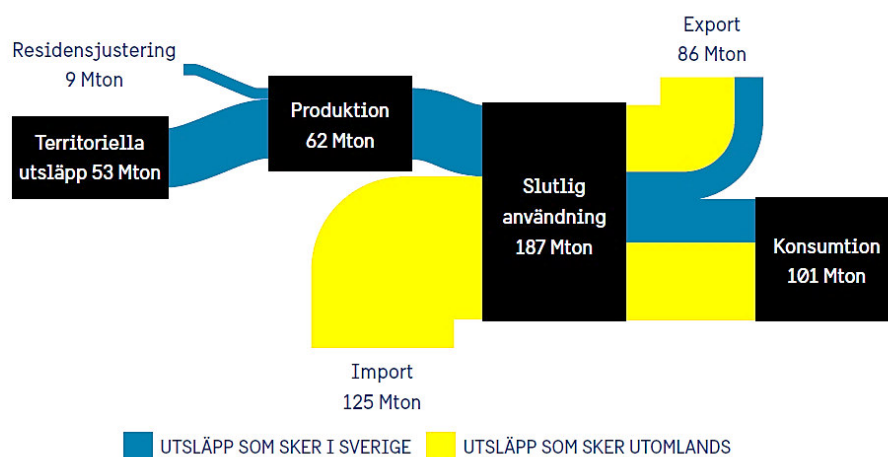 Residensjustering
9 Mton
Territoriella
utsläpp 53 Mton
Produktion
62 Mton
Import
125 Mton
Slutlig
användning
187 Mton
Export
86 Mton
Konsumtion
101 Mton
UTSLÄPP SOM SKER I SVERIGE
UTSLÄPP SOM SKER UTOMLANDS